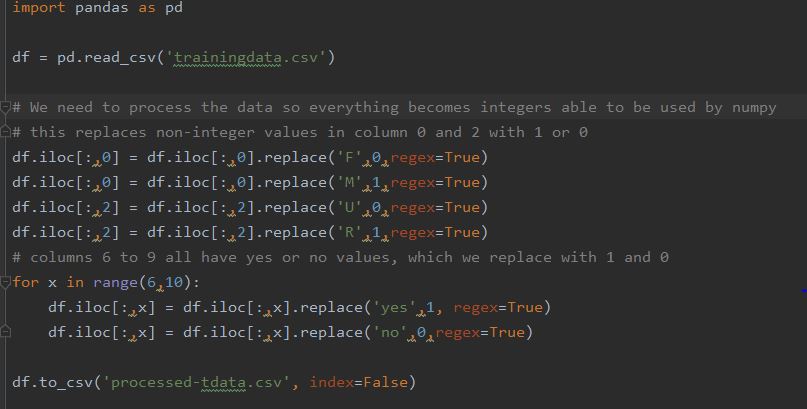 import pandas as pd
df = pd.read_csv('trainingdata.csv')
# We need to process the data so everything becomes integers able to be used by numpy
# this replaces non-integer values in column 0 and 2 with 1 or 0
df.iloc[:,0] = df.iloc[:,0].replace('F',0,regex=True)
df.iloc[:,0] = df.iloc[:,0].replace('M',1,regex=True)
df.iloc[:,2] = df.iloc[:,2].replace('U',0,regex=True)
df.iloc[:,2] = df.iloc[:,2].replace('R',1,regex=True)
# columns 6 to 9 all have yes or no values, which we replace with 1 and 0
for x in range(6,10):
    df.iloc[:,x] = df.iloc[:,x].replace('yes',1, regex=True)
    df.iloc[:,x] = df.iloc[:,x].replace('no',0,regex=True)
df.to_csv('processed-tdata.csv', index=False)